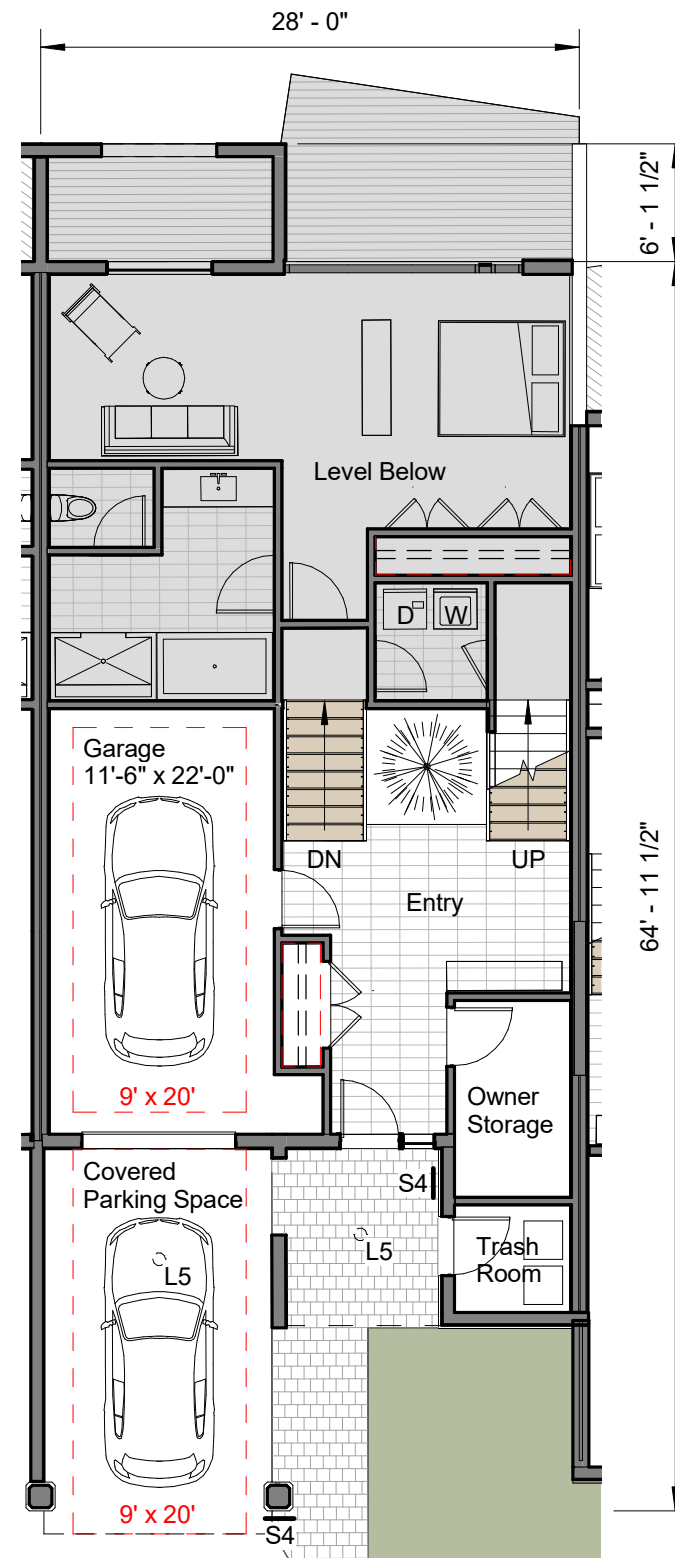 28' - 0"
6' - 1 1/2"
Level Below
D
W
Garage
11'-6" x 22'-0"
DN
UP
64' - 11 1/2"
Entry
9' x 20'
Owner
Storage
Covered
Parking Space
S4
L5
Trash
Room
L5
9' x 20'
S4